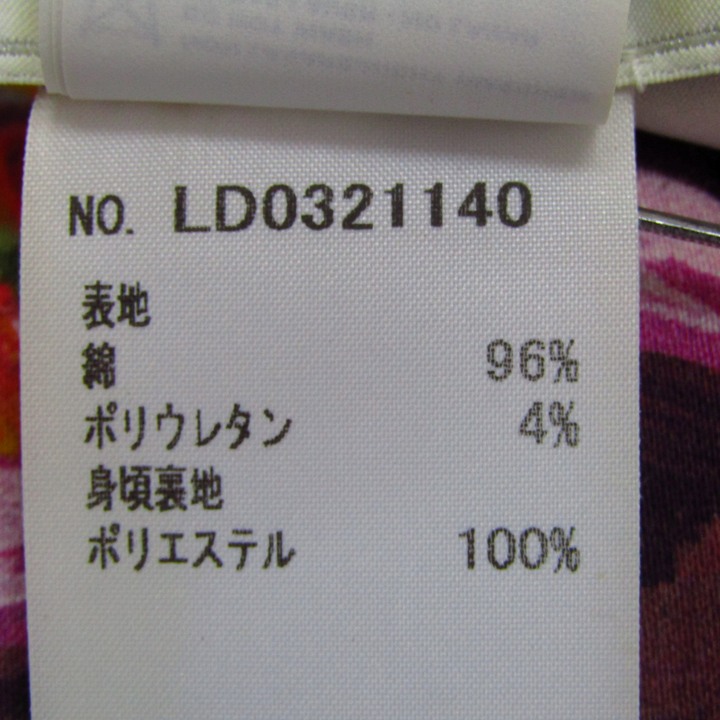 NO. LD0321140
表地
綿 96%
ポリウレタン 4%
身頃裏地
ポリエステル 100%